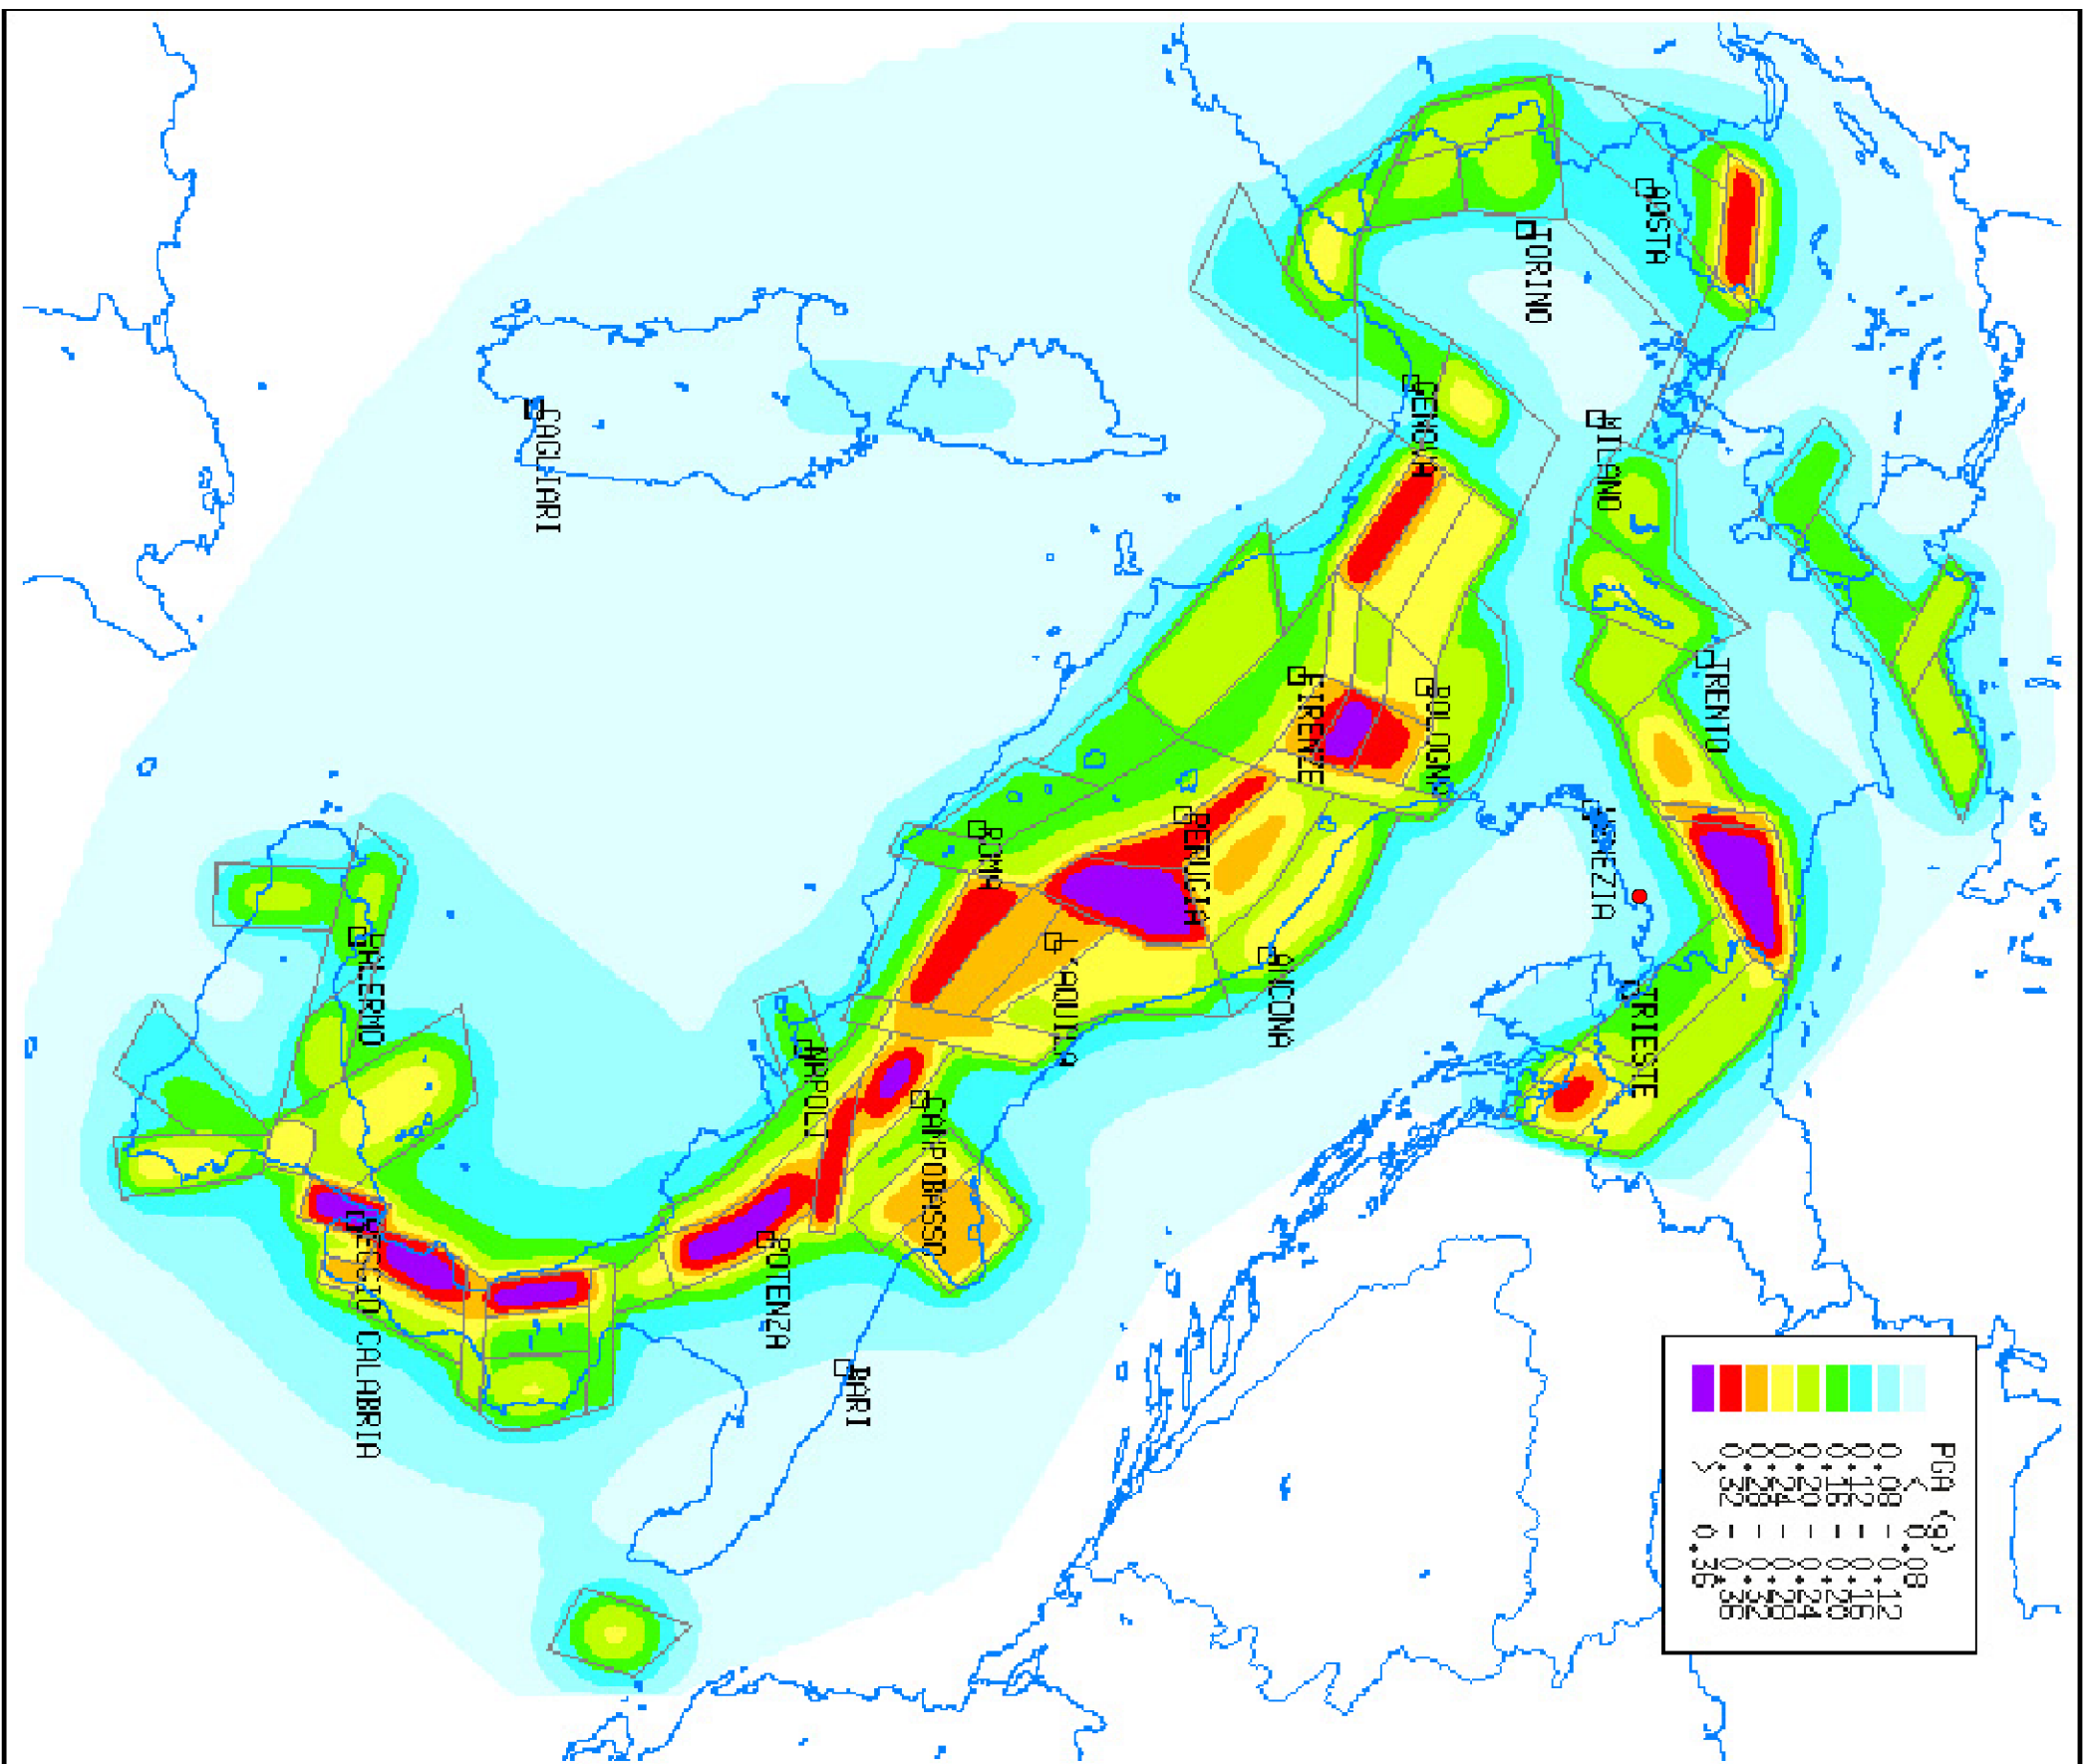 PGA (g)
< 0.08
0.08 - 0.12
0.12 - 0.16
0.16 - 0.20
0.20 - 0.24
0.24 - 0.28
0.28 - 0.32
0.32 - 0.36
> 0.36
TRENTO
AOSTA
TRIESTE
MILANO
VENEZIA
TORINO
BOLOGNA
GENOVA
FIRENZE
ANCONA
PERUGIA
L'AQUILA
ROMA
CAMPOBASSO
BARI
NAPOLI
POTENZA
CAGLIARI
PALERMO
REGGIO CALABRIA